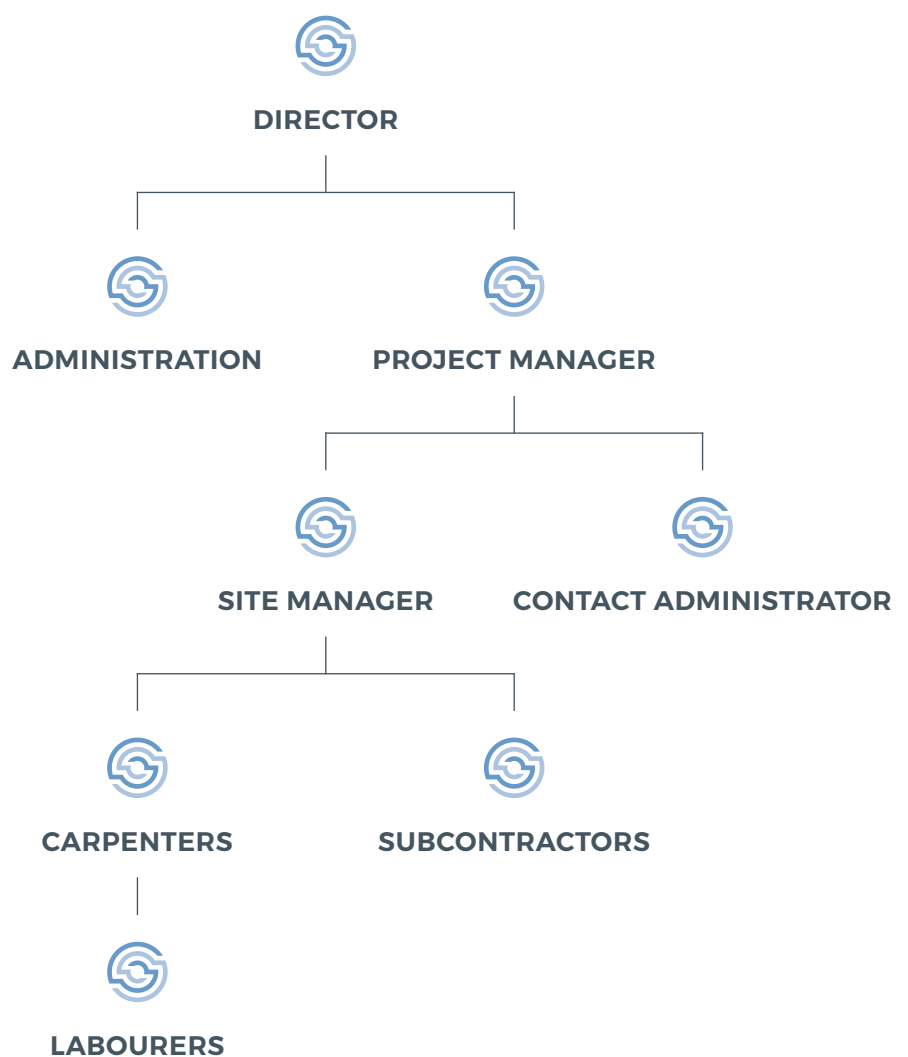 DIRECTOR
ADMINISTRATION
PROJECT MANAGER
SITE MANAGER
CONTACT ADMINISTRATOR
CARPENTERS
SUBCONTRACTORS
LABOURERS